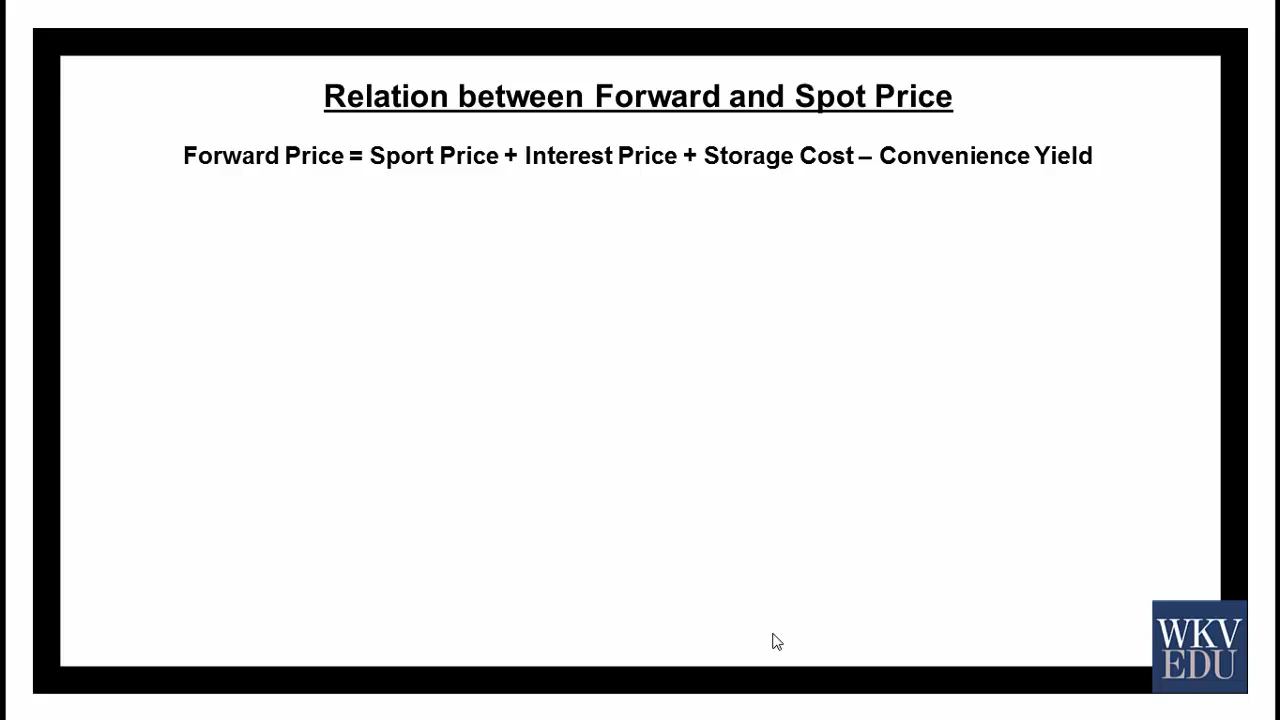 Relation between Forward and Spot Price
Forward Price = Sport Price + Interest Price + Storage Cost – Convenience Yield
WKV
EDU